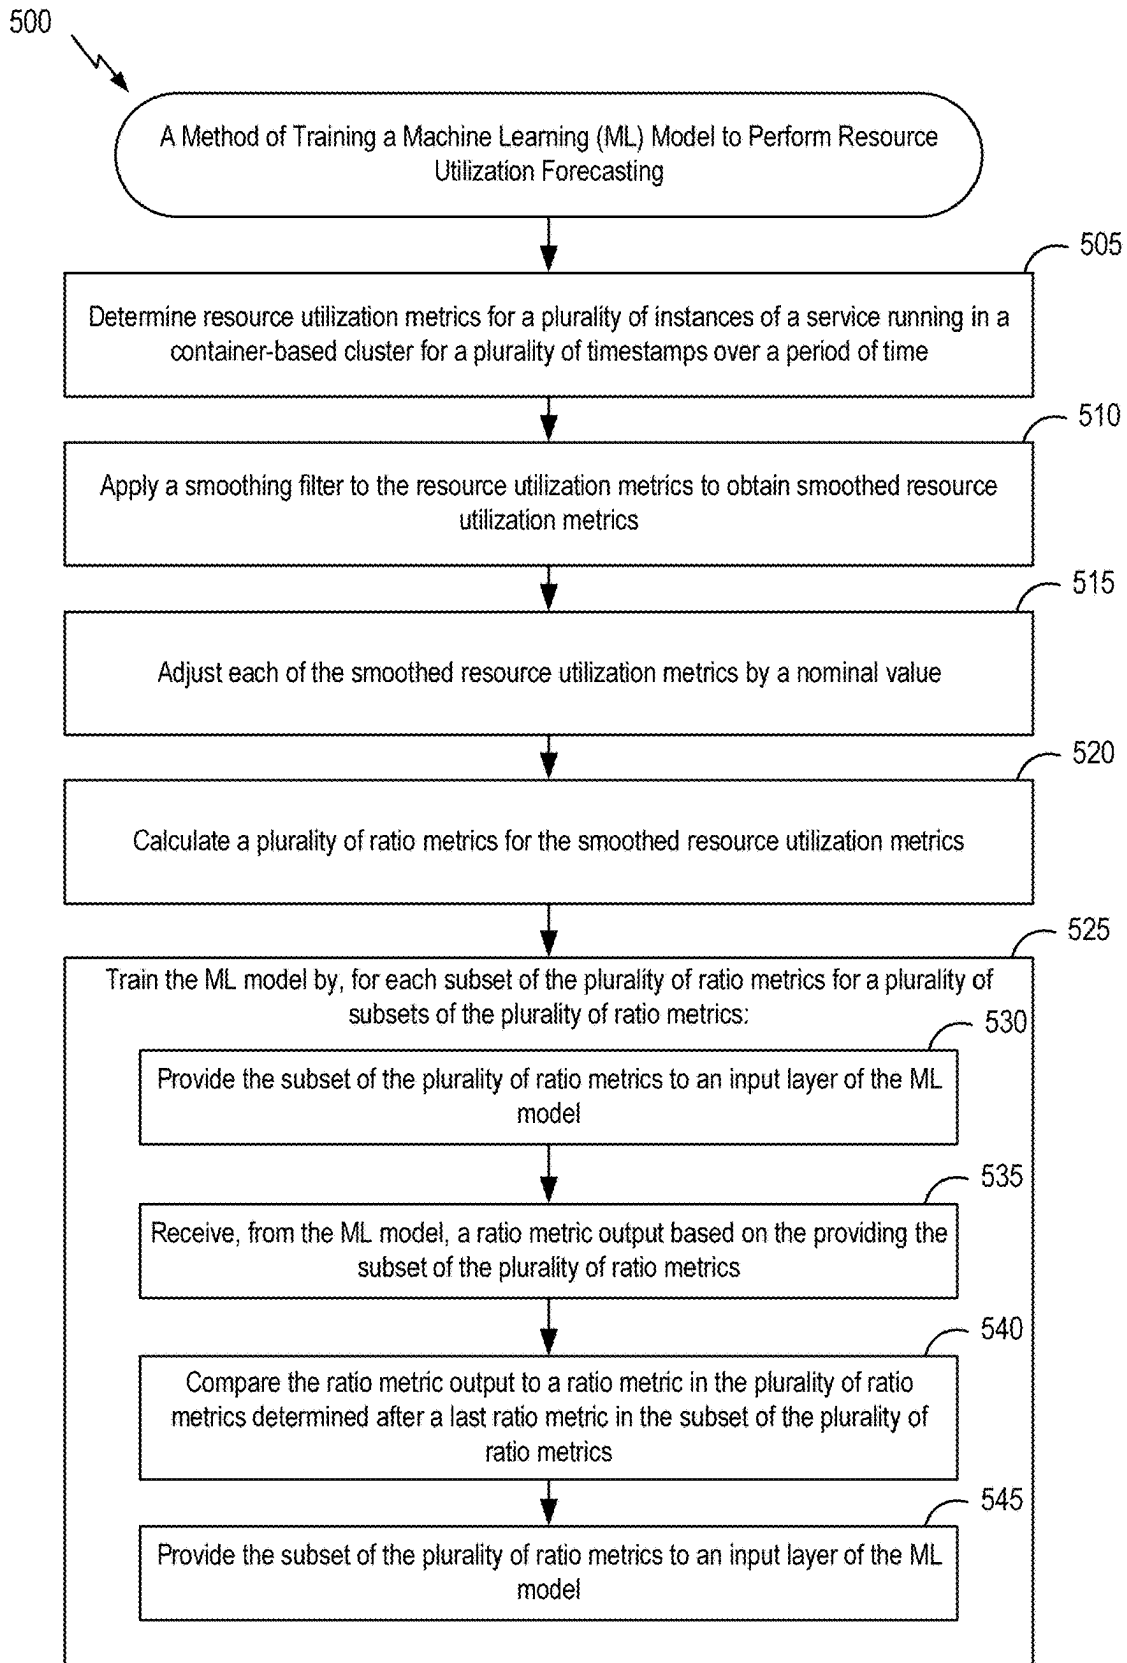 500
A Method of Training a Machine Learning (ML) Model to Perform Resource
Utilization Forecasting
505
Determine resource utilization metrics for a plurality of instances of a service running in a
container-based cluster for a plurality of timestamps over a period of time
510
Apply a smoothing filter to the resource utilization metrics to obtain smoothed resource
utilization metrics
515
Adjust each of the smoothed resource utilization metrics by a nominal value
520
Calculate a plurality of ratio metrics for the smoothed resource utilization metrics
525
Train the ML model by, for each subset of the plurality of ratio metrics for a plurality of
subsets of the plurality of ratio metrics:
530
Provide the subset of the plurality of ratio metrics to an input layer of the ML
model
535
Receive, from the ML model, a ratio metric output based on the providing the
subset of the plurality of ratio metrics
540
Compare the ratio metric output to a ratio metric in the plurality of ratio
metrics determined after a last ratio metric in the subset of the plurality of
ratio metrics
545
Provide the subset of the plurality of ratio metrics to an input layer of the ML
model